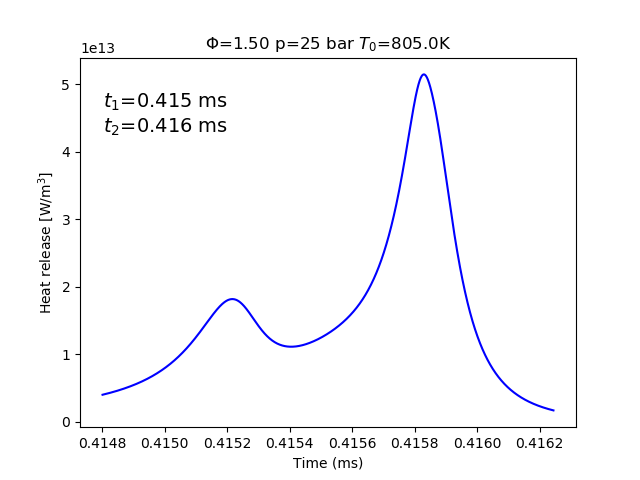 Φ=1.50 p=25 bar T₀=805.0K
1e13
t₁=0.415 ms
t₂=0.416 ms
Heat release [W/m³]
5
4
3
2
1
0
0.4148 0.4150 0.4152 0.4154 0.4156 0.4158 0.4160 0.4162
Time (ms)